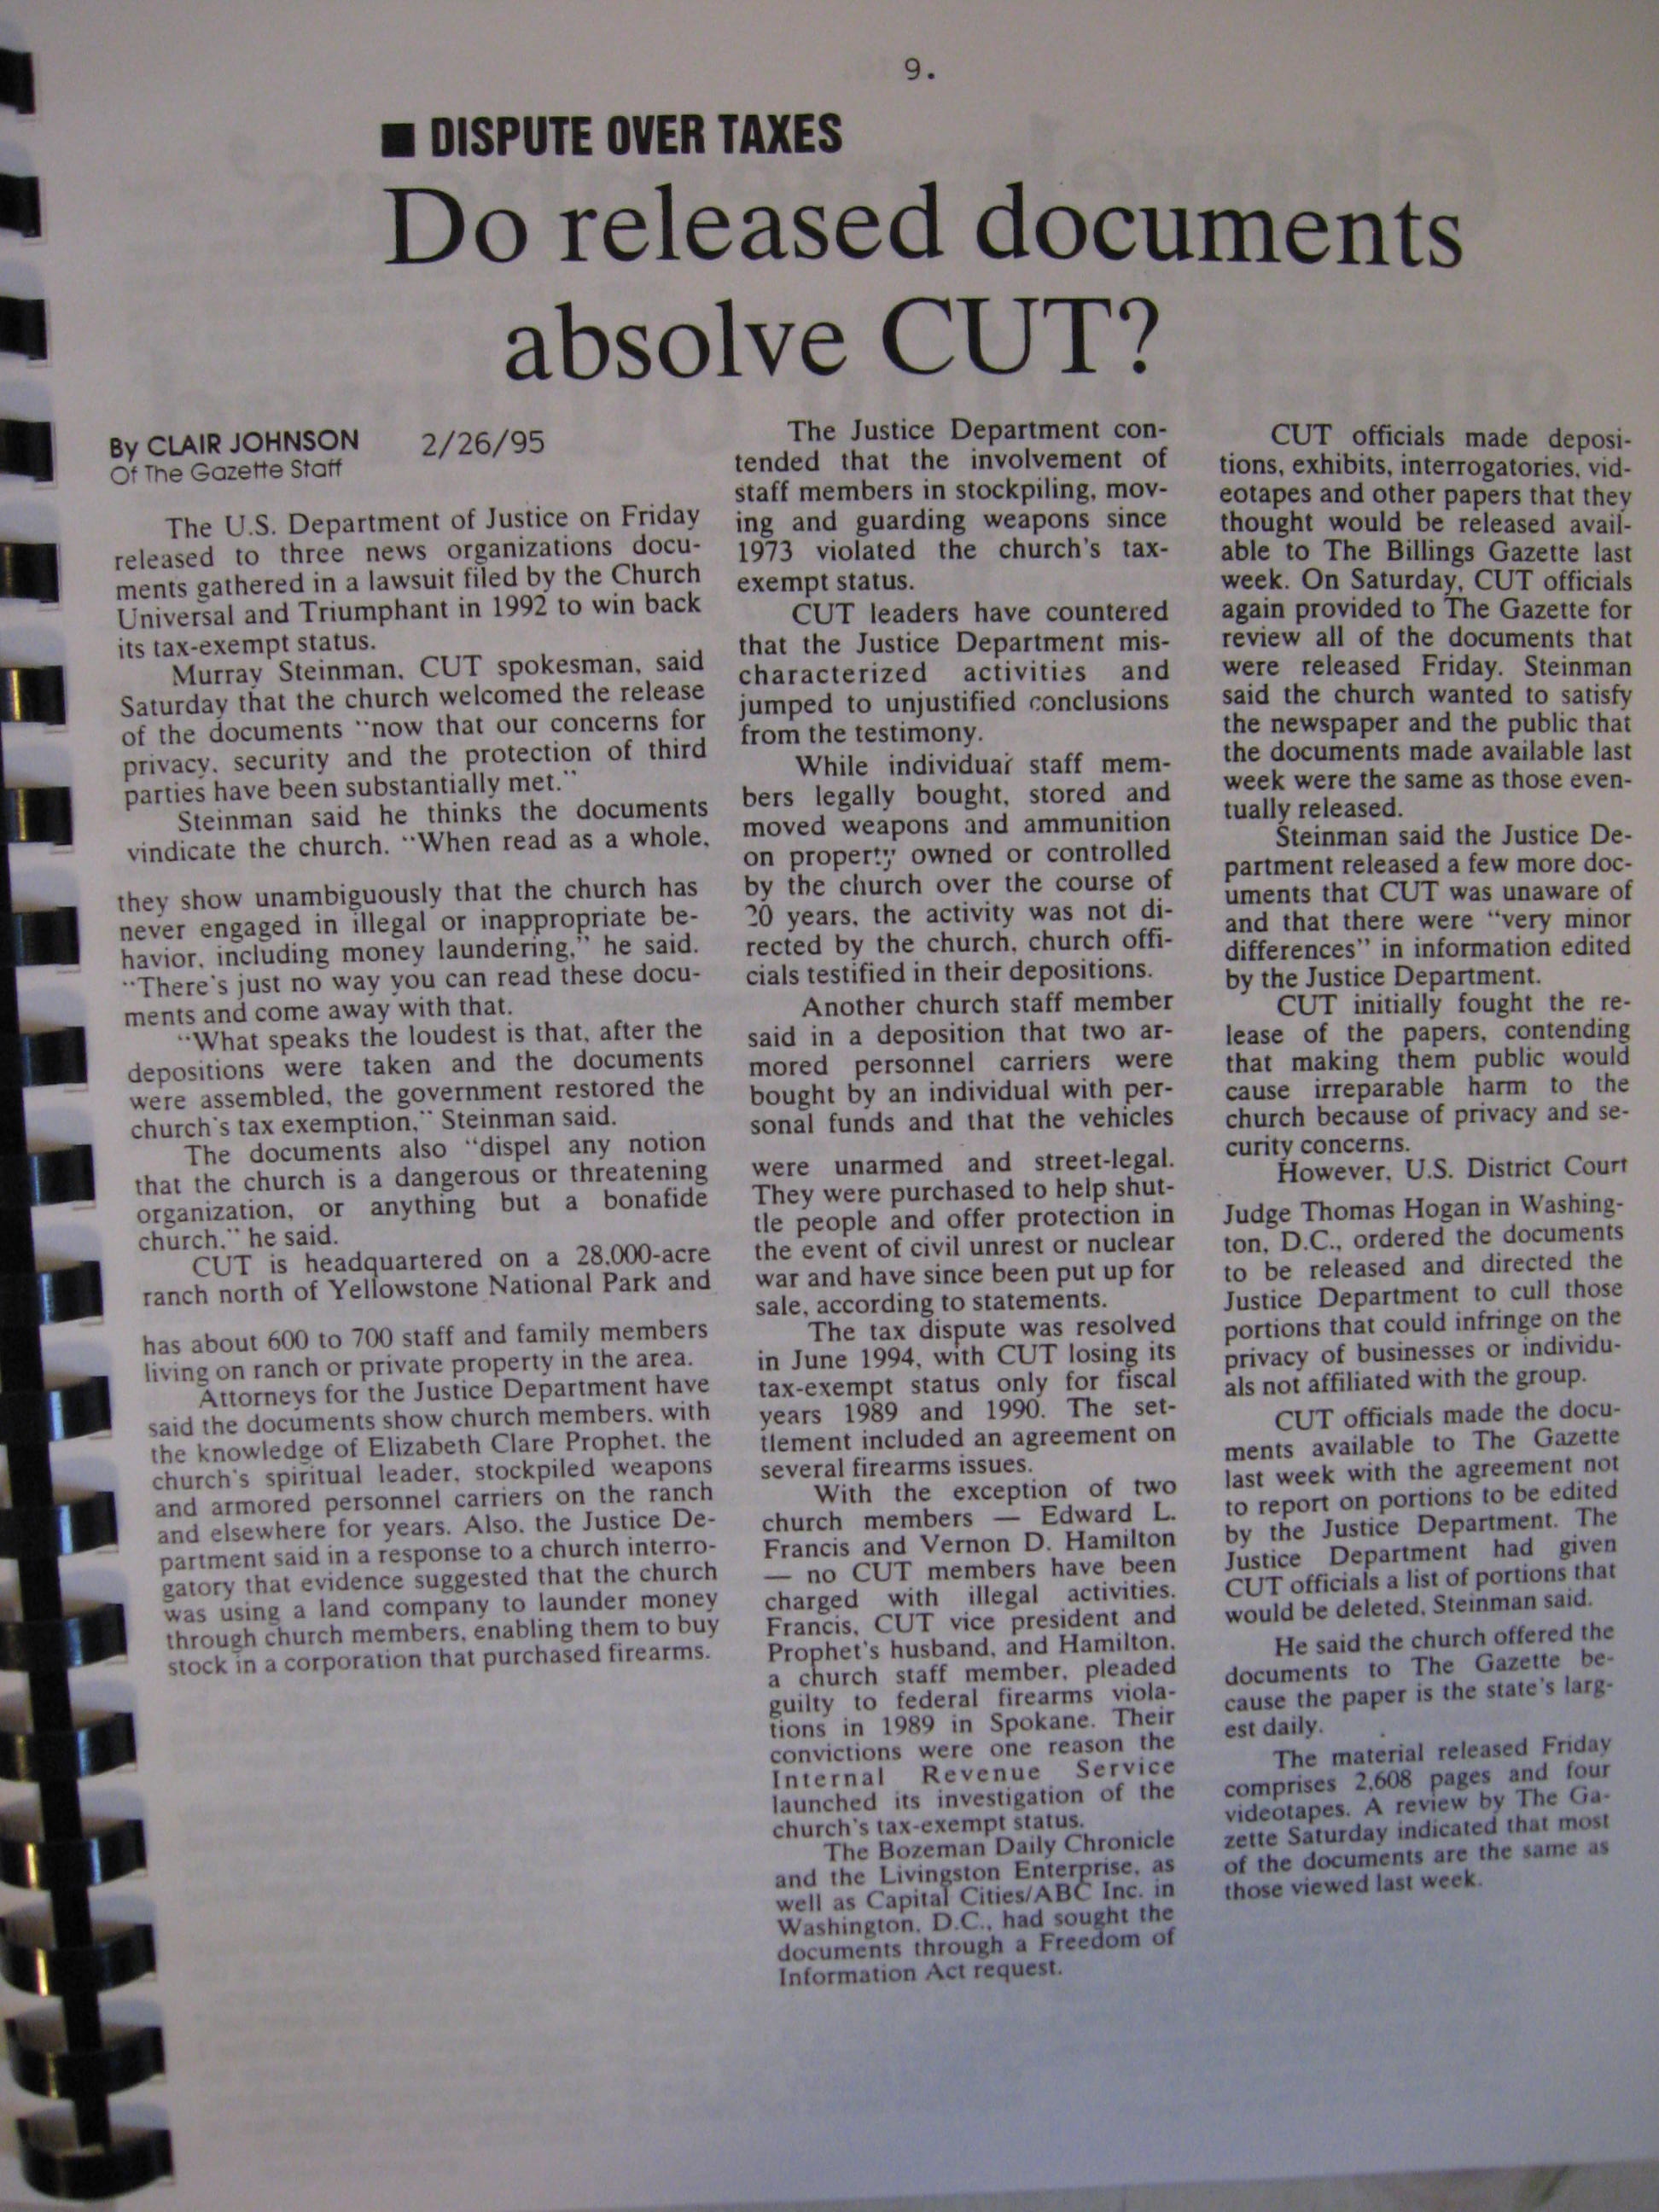 9.
■ DISPUTE OVER TAXES
Do released documents
absolve CUT?
By CLAIR JOHNSON 2/26/95
Of The Gazette Staff
The U.S. Department of Justice on Friday
released to three news organizations docu-
ments gathered in a lawsuit filed by the Church
Universal and Triumphant in 1992 to win back
its tax-exempt status.
Murray Steinman, CUT spokesman, said
Saturday that the church welcomed the release
of the documents "now that our concerns for
privacy, security and the protection of third
parties have been substantially met."
Steinman said he thinks the documents
vindicate the church. "When read as a whole,
they show unambiguously that the church has
never engaged in illegal or inappropriate be-
havior, including money laundering," he said.
"There's just no way you can read these docu-
ments and come away with that.
"What speaks the loudest is that, after the
depositions were taken and the documents
were assembled, the government restored the
church's tax exemption," Steinman said.
The documents also "dispel any notion
that the church is a dangerous or threatening
organization, or anything but a bonafide
church," he said.
CUT is headquartered on a 28,000-acre
ranch north of Yellowstone National Park and
has about 600 to 700 staff and family members
living on ranch or private property in the area.
Attorneys for the Justice Department have
said the documents show church members, with
the knowledge of Elizabeth Clare Prophet, the
church's spiritual leader, stockpiled weapons
and armored personnel carriers on the ranch
and elsewhere for years. Also, the Justice De-
partment said in a response to a church interro-
gatory that evidence suggested that the church
was using a land company to launder money
through church members, enabling them to buy
stock in a corporation that purchased firearms.
The Justice Department con-
tended that the involvement of
staff members in stockpiling, mov-
ing and guarding weapons since
1973 violated the church's tax-
exempt status.
CUT leaders have countered
that the Justice Department mis-
characterized activities and
jumped to unjustified conclusions
from the testimony.
While individual staff mem-
bers legally bought, stored and
moved weapons and ammunition
on property owned or controlled
by the church over the course of
20 years, the activity was not di-
rected by the church, church offi-
cials testified in their depositions.
Another church staff member
said in a deposition that two ar-
mored personnel carriers were
bought by an individual with per-
sonal funds and that the vehicles
were unarmed and street-legal.
They were purchased to help shut-
tle people and offer protection in
the event of civil unrest or nuclear
war and have since been put up for
sale, according to statements.
The tax dispute was resolved
in June 1994, with CUT losing its
tax-exempt status only for fiscal
years 1989 and 1990. The set-
tlement included an agreement on
several firearms issues.
With the exception of two
church members — Edward L.
Francis and Vernon D. Hamilton
— no CUT members have been
charged with illegal activities.
Francis, CUT vice president and
Prophet's husband, and Hamilton,
a church staff member, pleaded
guilty to federal firearms viola-
tions in 1989 in Spokane. Their
convictions were one reason the
Internal Revenue Service
launched its investigation of the
church's tax-exempt status.
The Bozeman Daily Chronicle
and the Livingston Enterprise, as
well as Capital Cities/ABC Inc. in
Washington, D.C., had sought the
documents through a Freedom of
Information Act request.
CUT officials made deposi-
tions, exhibits, interrogatories, vid-
eotapes and other papers that they
thought would be released avail-
able to The Billings Gazette last
week. On Saturday, CUT officials
again provided to The Gazette for
review all of the documents that
were released Friday. Steinman
said the church wanted to satisfy
the newspaper and the public that
the documents made available last
week were the same as those even-
tually released.
Steinman said the Justice De-
partment released a few more doc-
uments that CUT was unaware of
and that there were "very minor
differences" in information edited
by the Justice Department.
CUT initially fought the re-
lease of the papers, contending
that making them public would
cause irreparable harm to the
church because of privacy and se-
curity concerns.
However, U.S. District Court
Judge Thomas Hogan in Washing-
ton, D.C., ordered the documents
to be released and directed the
Justice Department to cull those
portions that could infringe on the
privacy of businesses or individu-
als not affiliated with the group.
CUT officials made the docu-
ments available to The Gazette
last week with the agreement not
to report on portions to be edited
by the Justice Department. The
Justice Department had given
CUT officials a list of portions that
would be deleted, Steinman said.
He said the church offered the
documents to The Gazette be-
cause the paper is the state's larg-
est daily.
The material released Friday
comprises 2,608 pages and four
videotapes. A review by The Ga-
zette Saturday indicated that most
of the documents are the same as
those viewed last week.